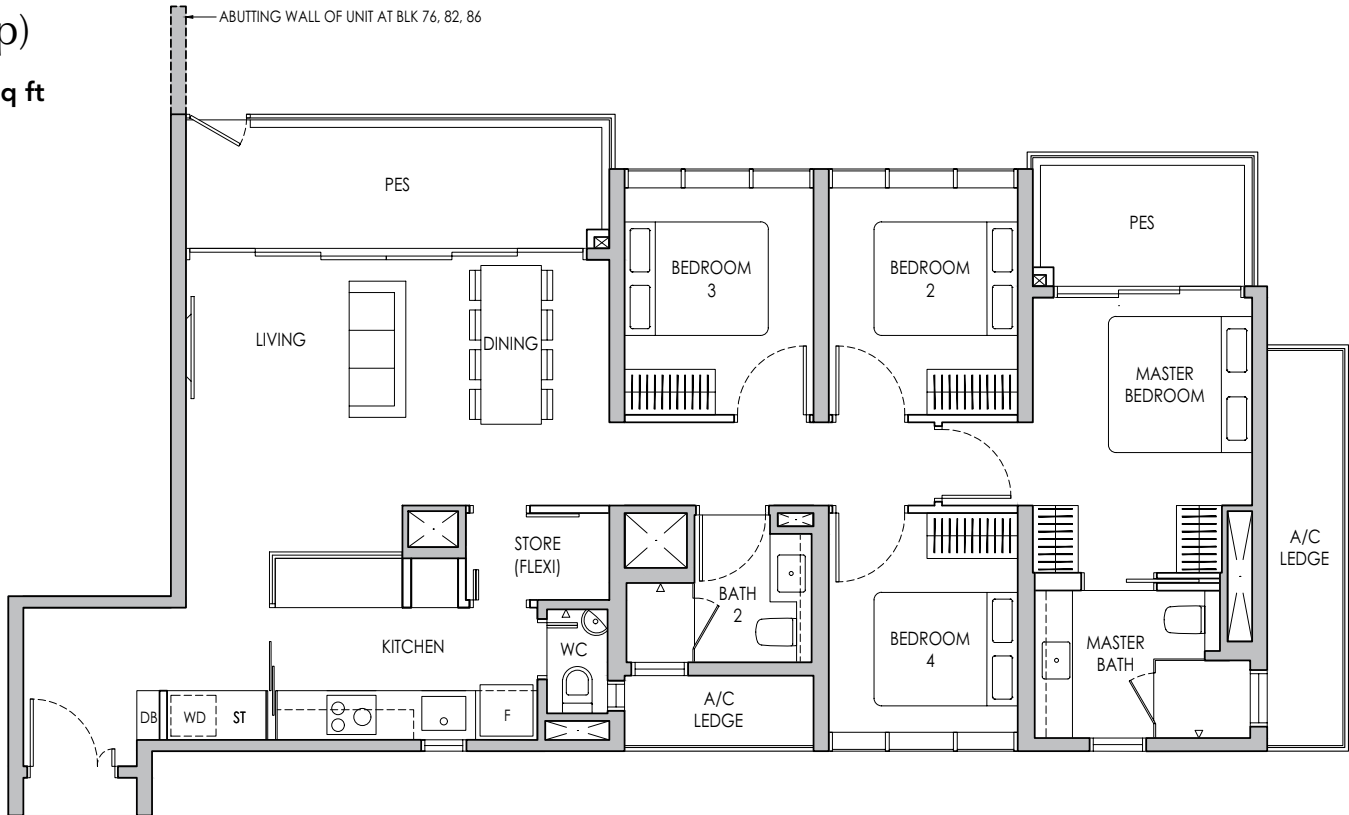 p)
q ft
ABUTTING WALL OF UNIT AT BLK 76, 82, 86
PES
PES
BEDROOM
3
BEDROOM
2
LIVING
DINING
MASTER
BEDROOM
STORE
(FLEXI)
A/C
LEDGE
BATH
2
KITCHEN
WC
BEDROOM
4
MASTER
BATH
A/C
LEDGE
DB
WD
ST
F